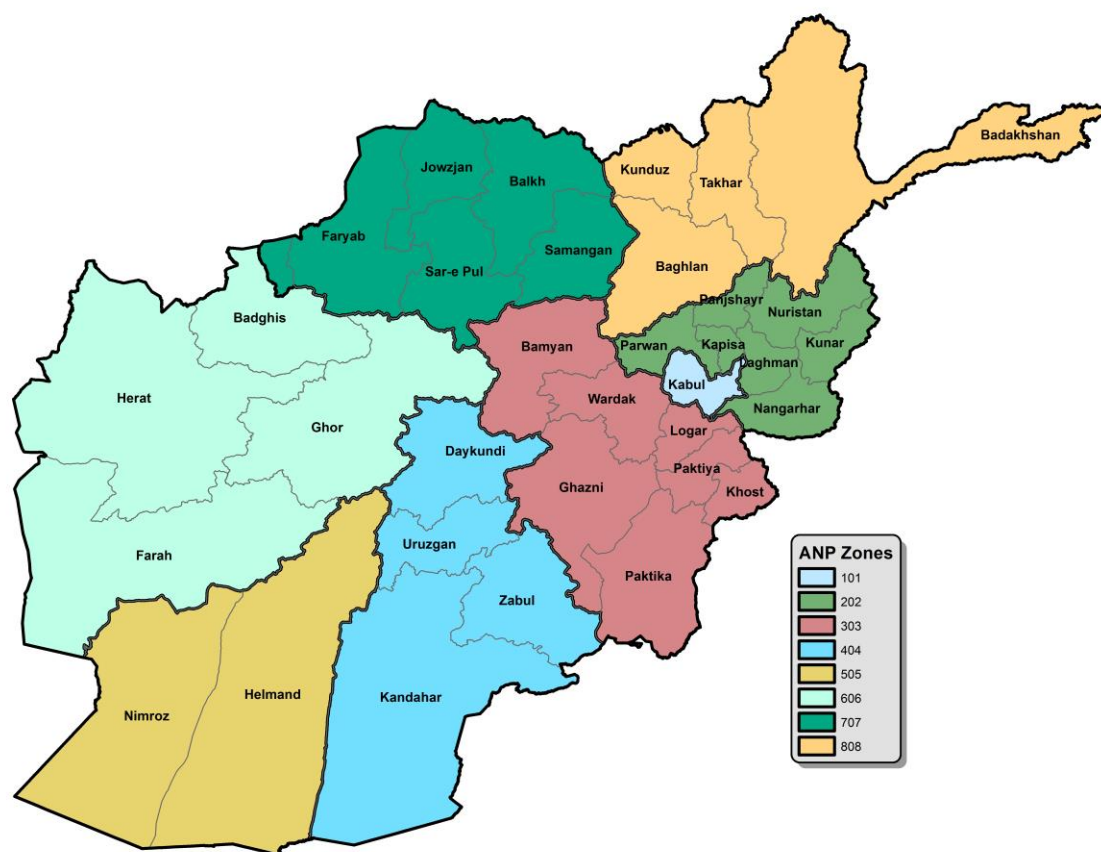 Badakhshan
Kunduz
Takhar
Jowzjan
Balkh
Faryab
Samangan
Baghlan
Sar-e Pul
Panjshayr
Nuristan
Badghis
Bamyan
Parwan
Kapisa
Kunar
Laghman
Kabul
Herat
Wardak
Nangarhar
Ghor
Logar
Daykundi
Paktiya
Ghazni
Khost
Uruzgan
Farah
Paktika
Zabul
Helmand
Kandahar
Nimroz
ANP Zones
101
202
303
404
505
606
707
808